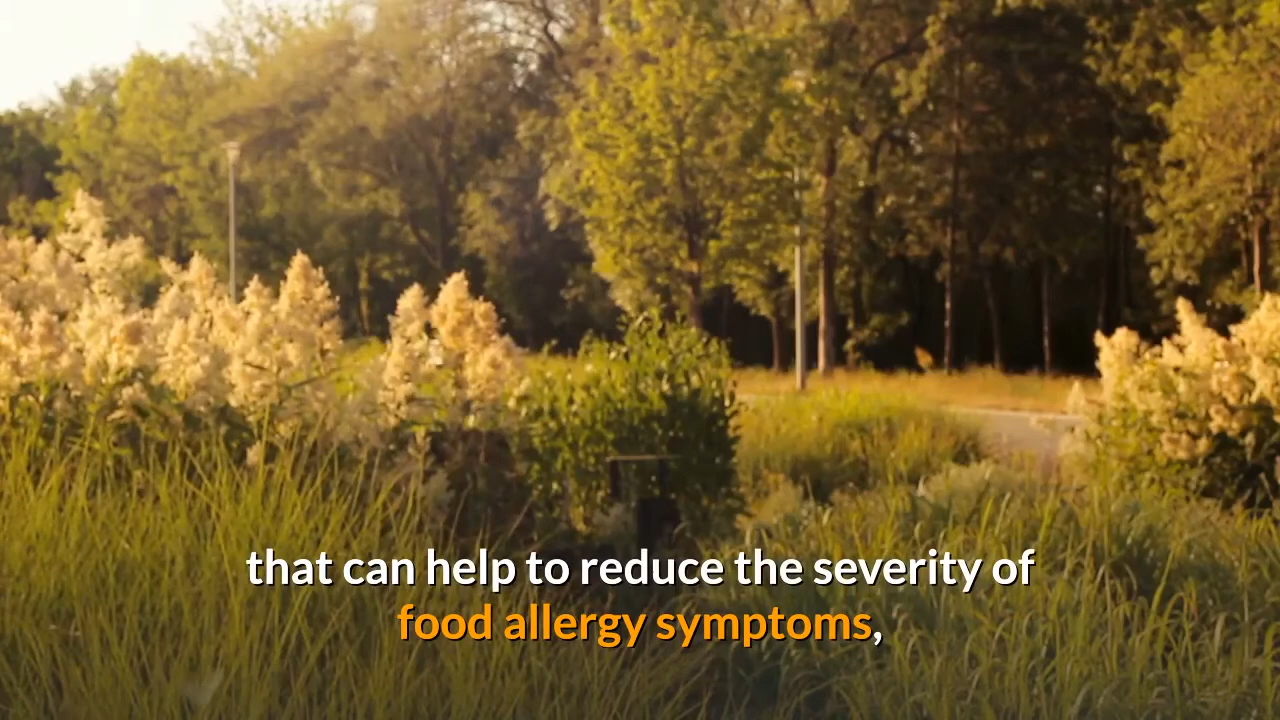 that can help to reduce the severity of
food allergy symptoms,